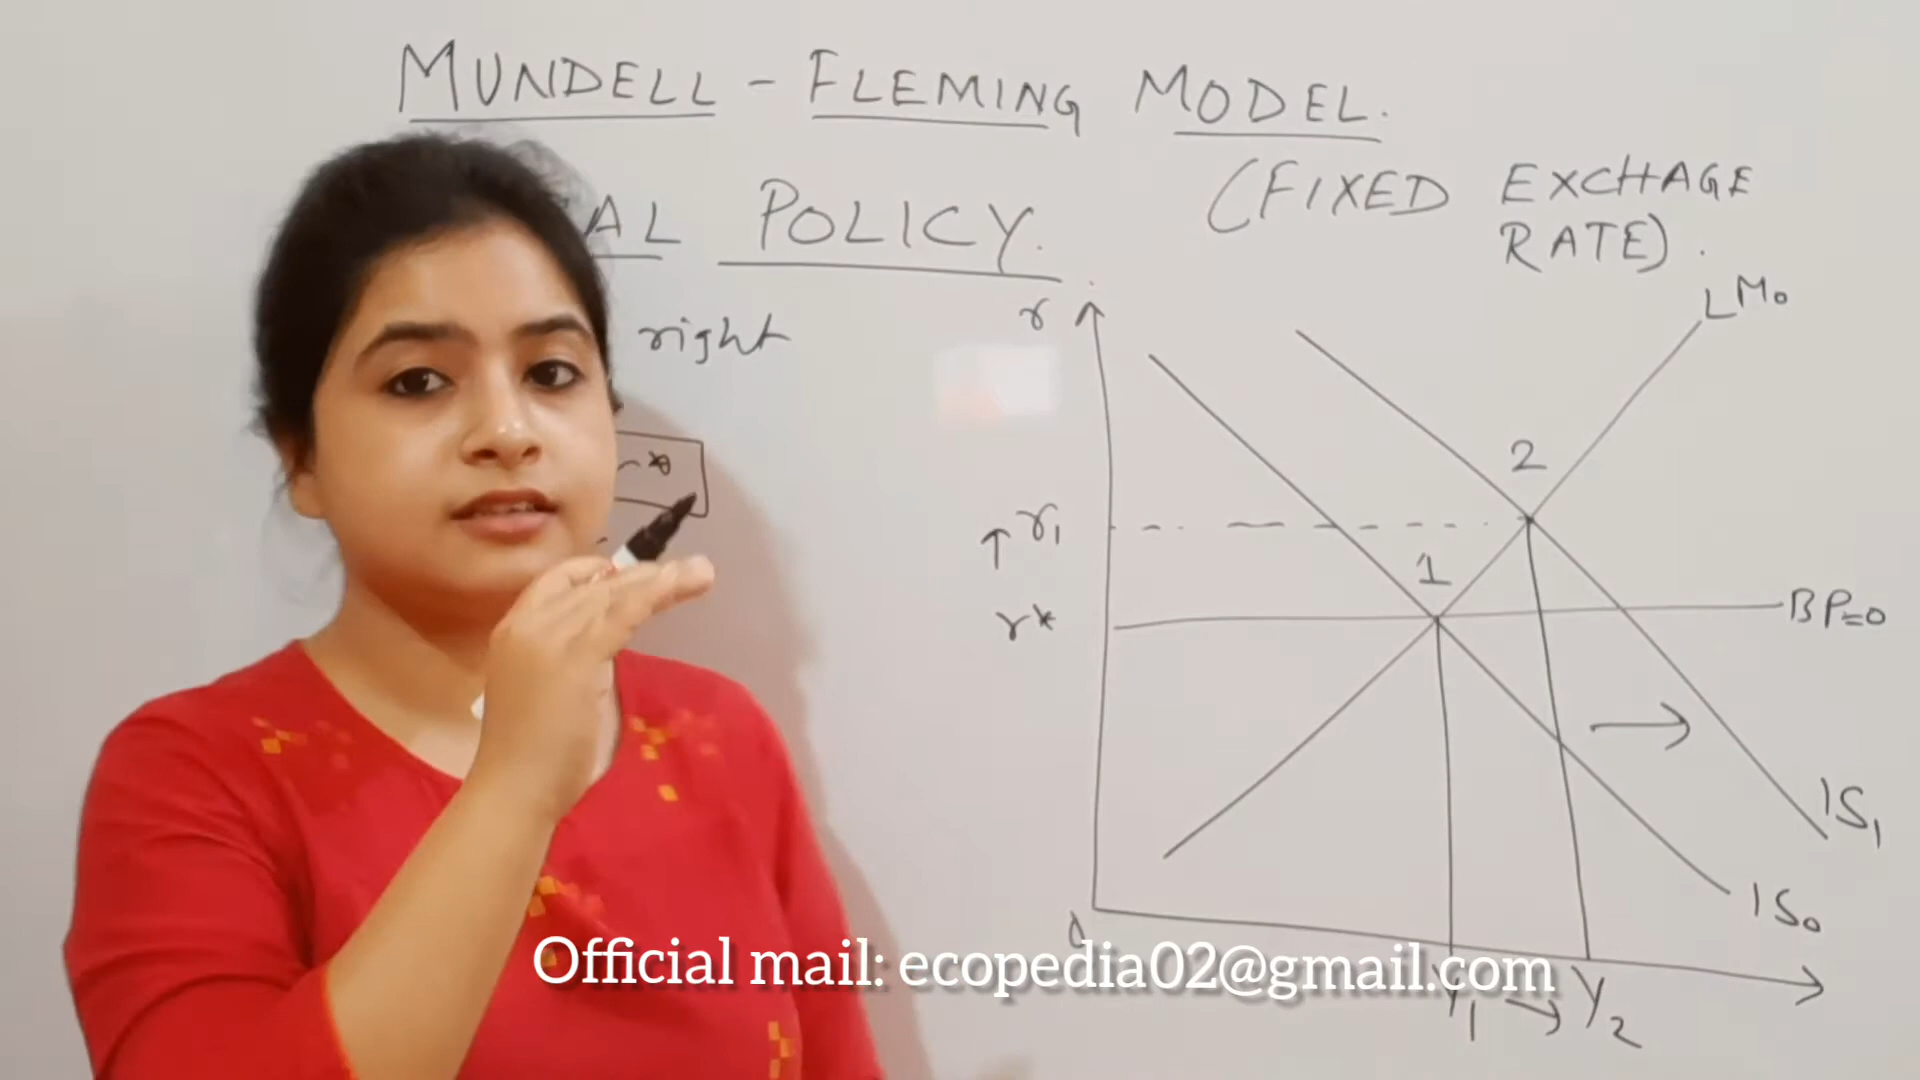 MUNDELL - FLEMING MODEL.
(FIXED EXCHAGE
RATE).
POLICY.
right
r
LM0
2
↑ r1
1
r*
BP=0
IS1
IS0
Official mail: ecopedia02@gmail.com
Y1 → Y2